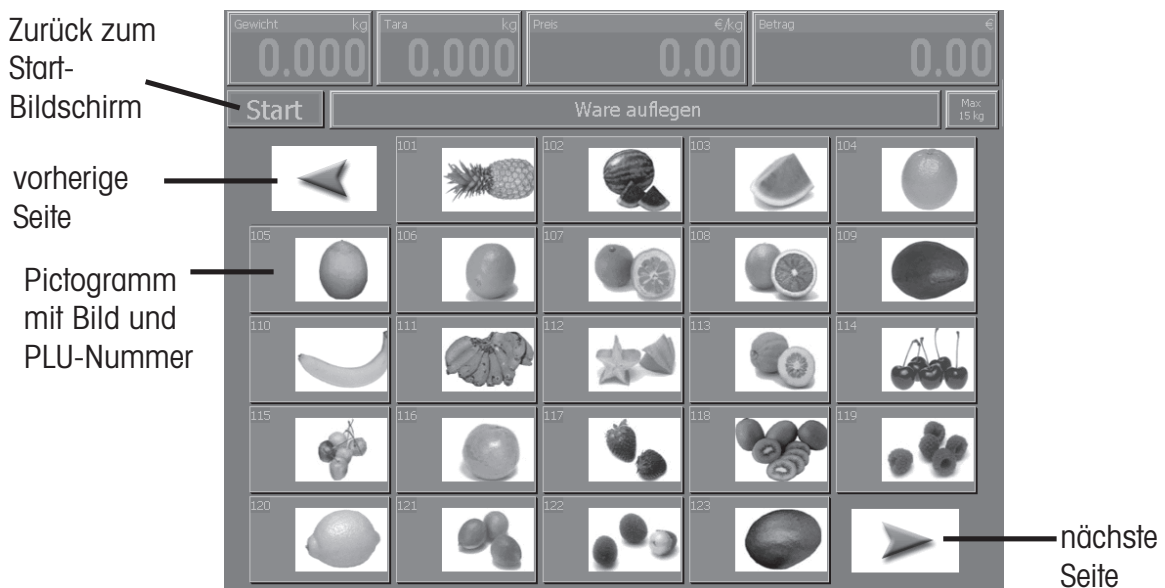 Zurück zum
Start-
Bildschirm
vorherige
Seite
Pictogramm
mit Bild und
PLU-Nummer
Gewicht kg Tara kg Preis €/kg Betrag €
0.000 0.000 0.00 0.00
Start Ware auflegen Max
15 kg
101 102 103 104
105 106 107 108 109
110 111 112 113 114
115 116 117 118 119
120 121 122 123
nächste
Seite